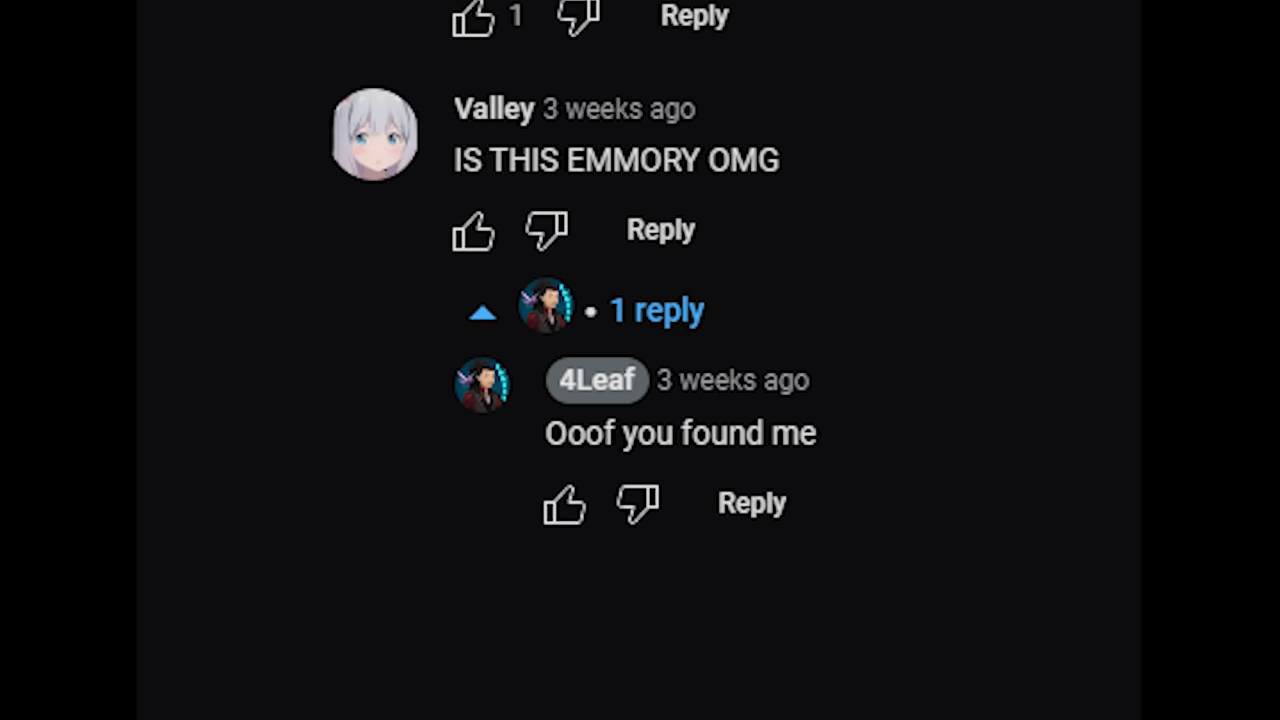 1 Reply
Valley 3 weeks ago
IS THIS EMMORY OMG
Reply
• 1 reply
4Leaf 3 weeks ago
Ooof you found me
Reply